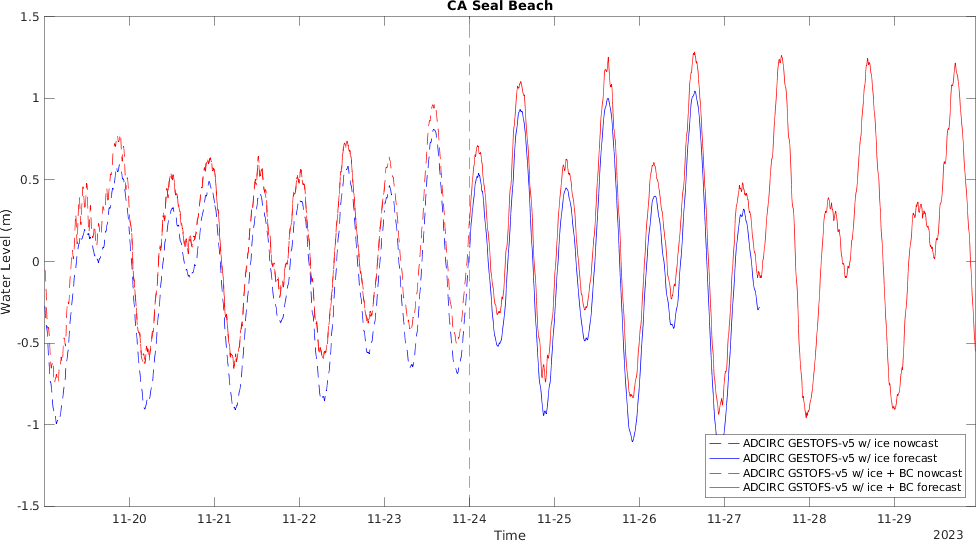 CA Seal Beach
1.5
1
0.5
0
-0.5
-1
-1.5
Water Level (m)
11-20 11-21 11-22 11-23 11-24 11-25 11-26 11-27 11-28 11-29
Time
2023
ADCIRC GESTOFS-v5 w/ ice nowcast
ADCIRC GESTOFS-v5 w/ ice forecast
ADCIRC GSTOFS-v5 w/ ice + BC nowcast
ADCIRC GSTOFS-v5 w/ ice + BC forecast